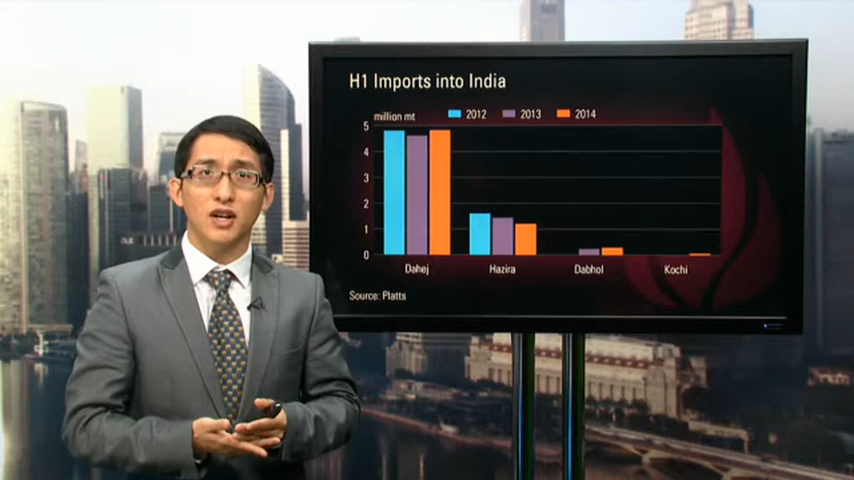 H1 Imports into India
million mt
2012 2013 2014
5
4
3
2
1
0
Dahej Hazira Dabhol Kochi
Source: Platts